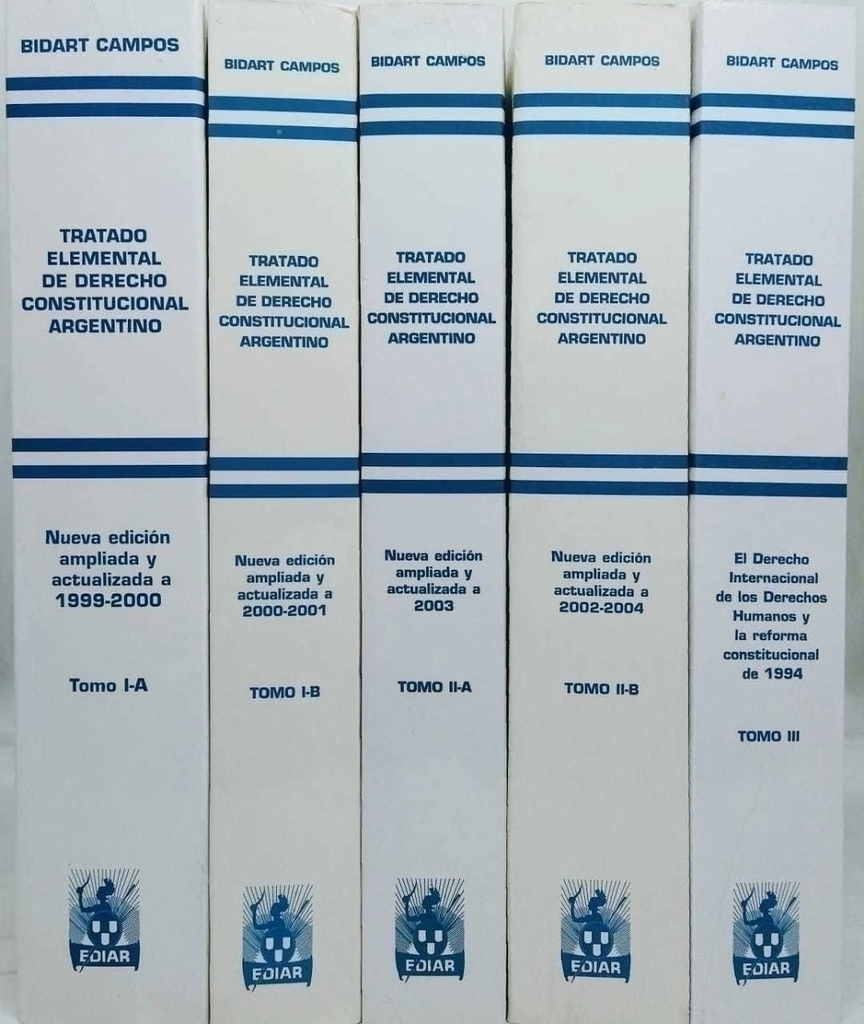 BIDART CAMPOS
TRATADO
ELEMENTAL
DE DERECHO
CONSTITUCIONAL
ARGENTINO
Nueva edición
ampliada y
actualizada a
1999-2000
Tomo I-A
EDIAR
BIDART CAMPOS
TRATADO
ELEMENTAL
DE DERECHO
CONSTITUCIONAL
ARGENTINO
Nueva edición
ampliada y
actualizada a
2000-2001
TOMO I-B
EDIAR
BIDART CAMPOS
TRATADO
ELEMENTAL
DE DERECHO
CONSTITUCIONAL
ARGENTINO
Nueva edición
ampliada y
actualizada a
2003
TOMO II-A
EDIAR
BIDART CAMPOS
TRATADO
ELEMENTAL
DE DERECHO
CONSTITUCIONAL
ARGENTINO
Nueva edición
ampliada y
actualizada a
2002-2004
TOMO II-B
EDIAR
BIDART CAMPOS
TRATADO
ELEMENTAL
DE DERECHO
CONSTITUCIONAL
ARGENTINO
El Derecho
Internacional
de los Derechos
Humanos y
la reforma
constitucional
de 1994
TOMO III
EDIAR